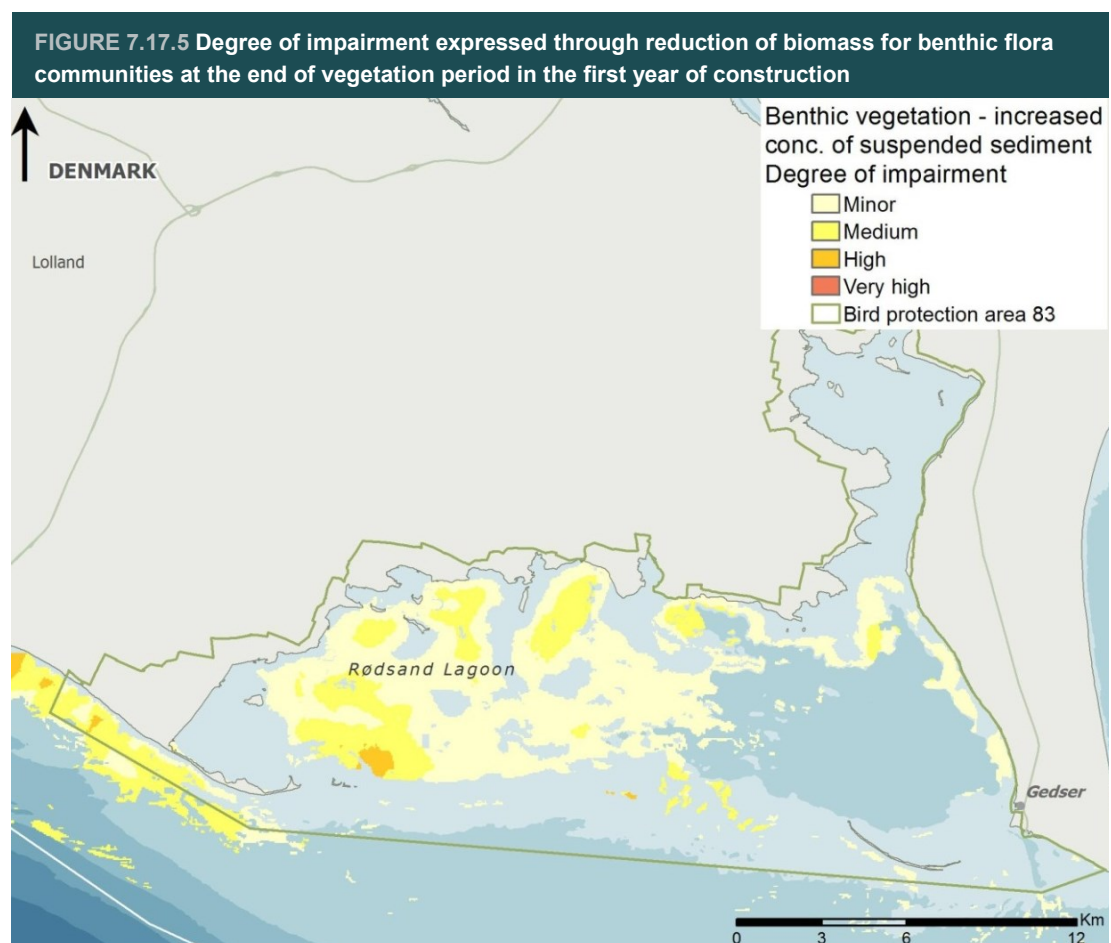 FIGURE 7.17.5 Degree of impairment expressed through reduction of biomass for benthic flora
communities at the end of vegetation period in the first year of construction
Benthic vegetation - increased
conc. of suspended sediment
Degree of impairment
Minor
Medium
High
Very high
Bird protection area 83
DENMARK
Lolland
Rødsand Lagoon
Gedser
Km
0 3 6 12